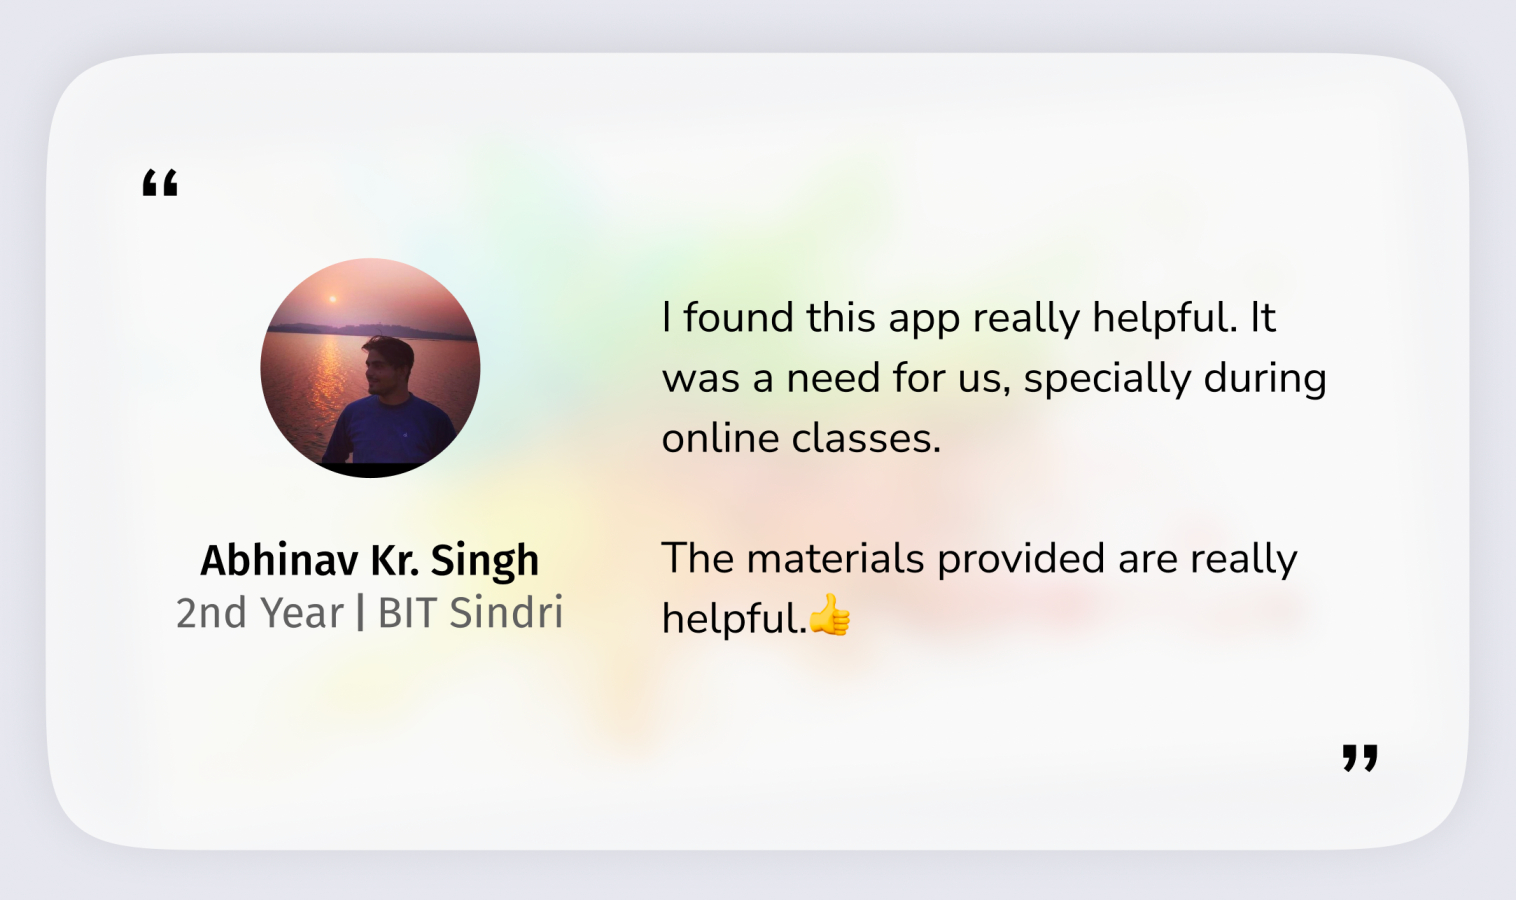 “
Abhinav Kr. Singh
2nd Year | BIT Sindri
I found this app really helpful. It
was a need for us, specially during
online classes.
The materials provided are really
helpful.👍
”